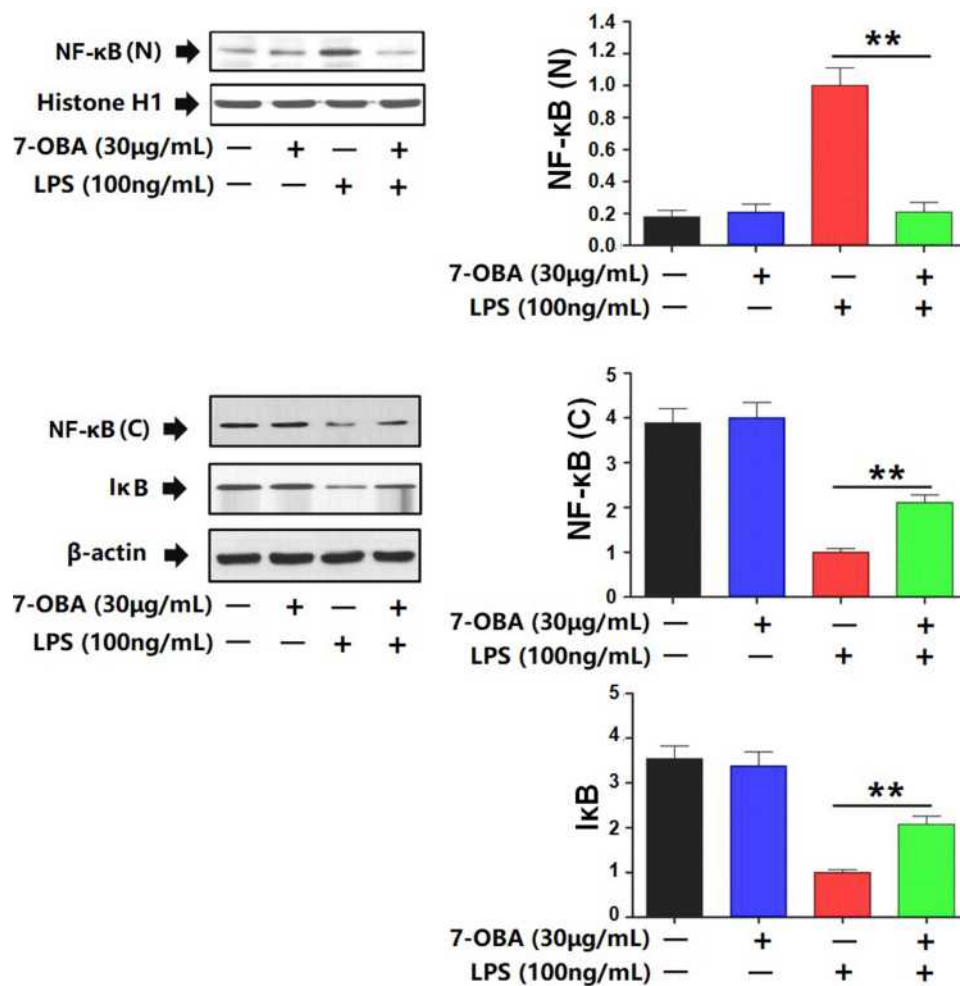 NF-κB (N)
Histone H1
7-OBA (30μg/mL) — + — +
LPS (100ng/mL) — — + +
NF-κB (N)
1.4
1.2
1.0
0.8
0.6
0.4
0.2
0.0
**
7-OBA (30μg/mL) — + — +
LPS (100ng/mL) — — + +
NF-κB (C)
IκB
β-actin
7-OBA (30μg/mL) — + — +
LPS (100ng/mL) — — + +
NF-κB (C)
5
4
3
2
1
0
**
7-OBA (30μg/mL) — + — +
LPS (100ng/mL) — — + +
IκB
5
4
3
2
1
0
**
7-OBA (30μg/mL) — + — +
LPS (100ng/mL) — — + +